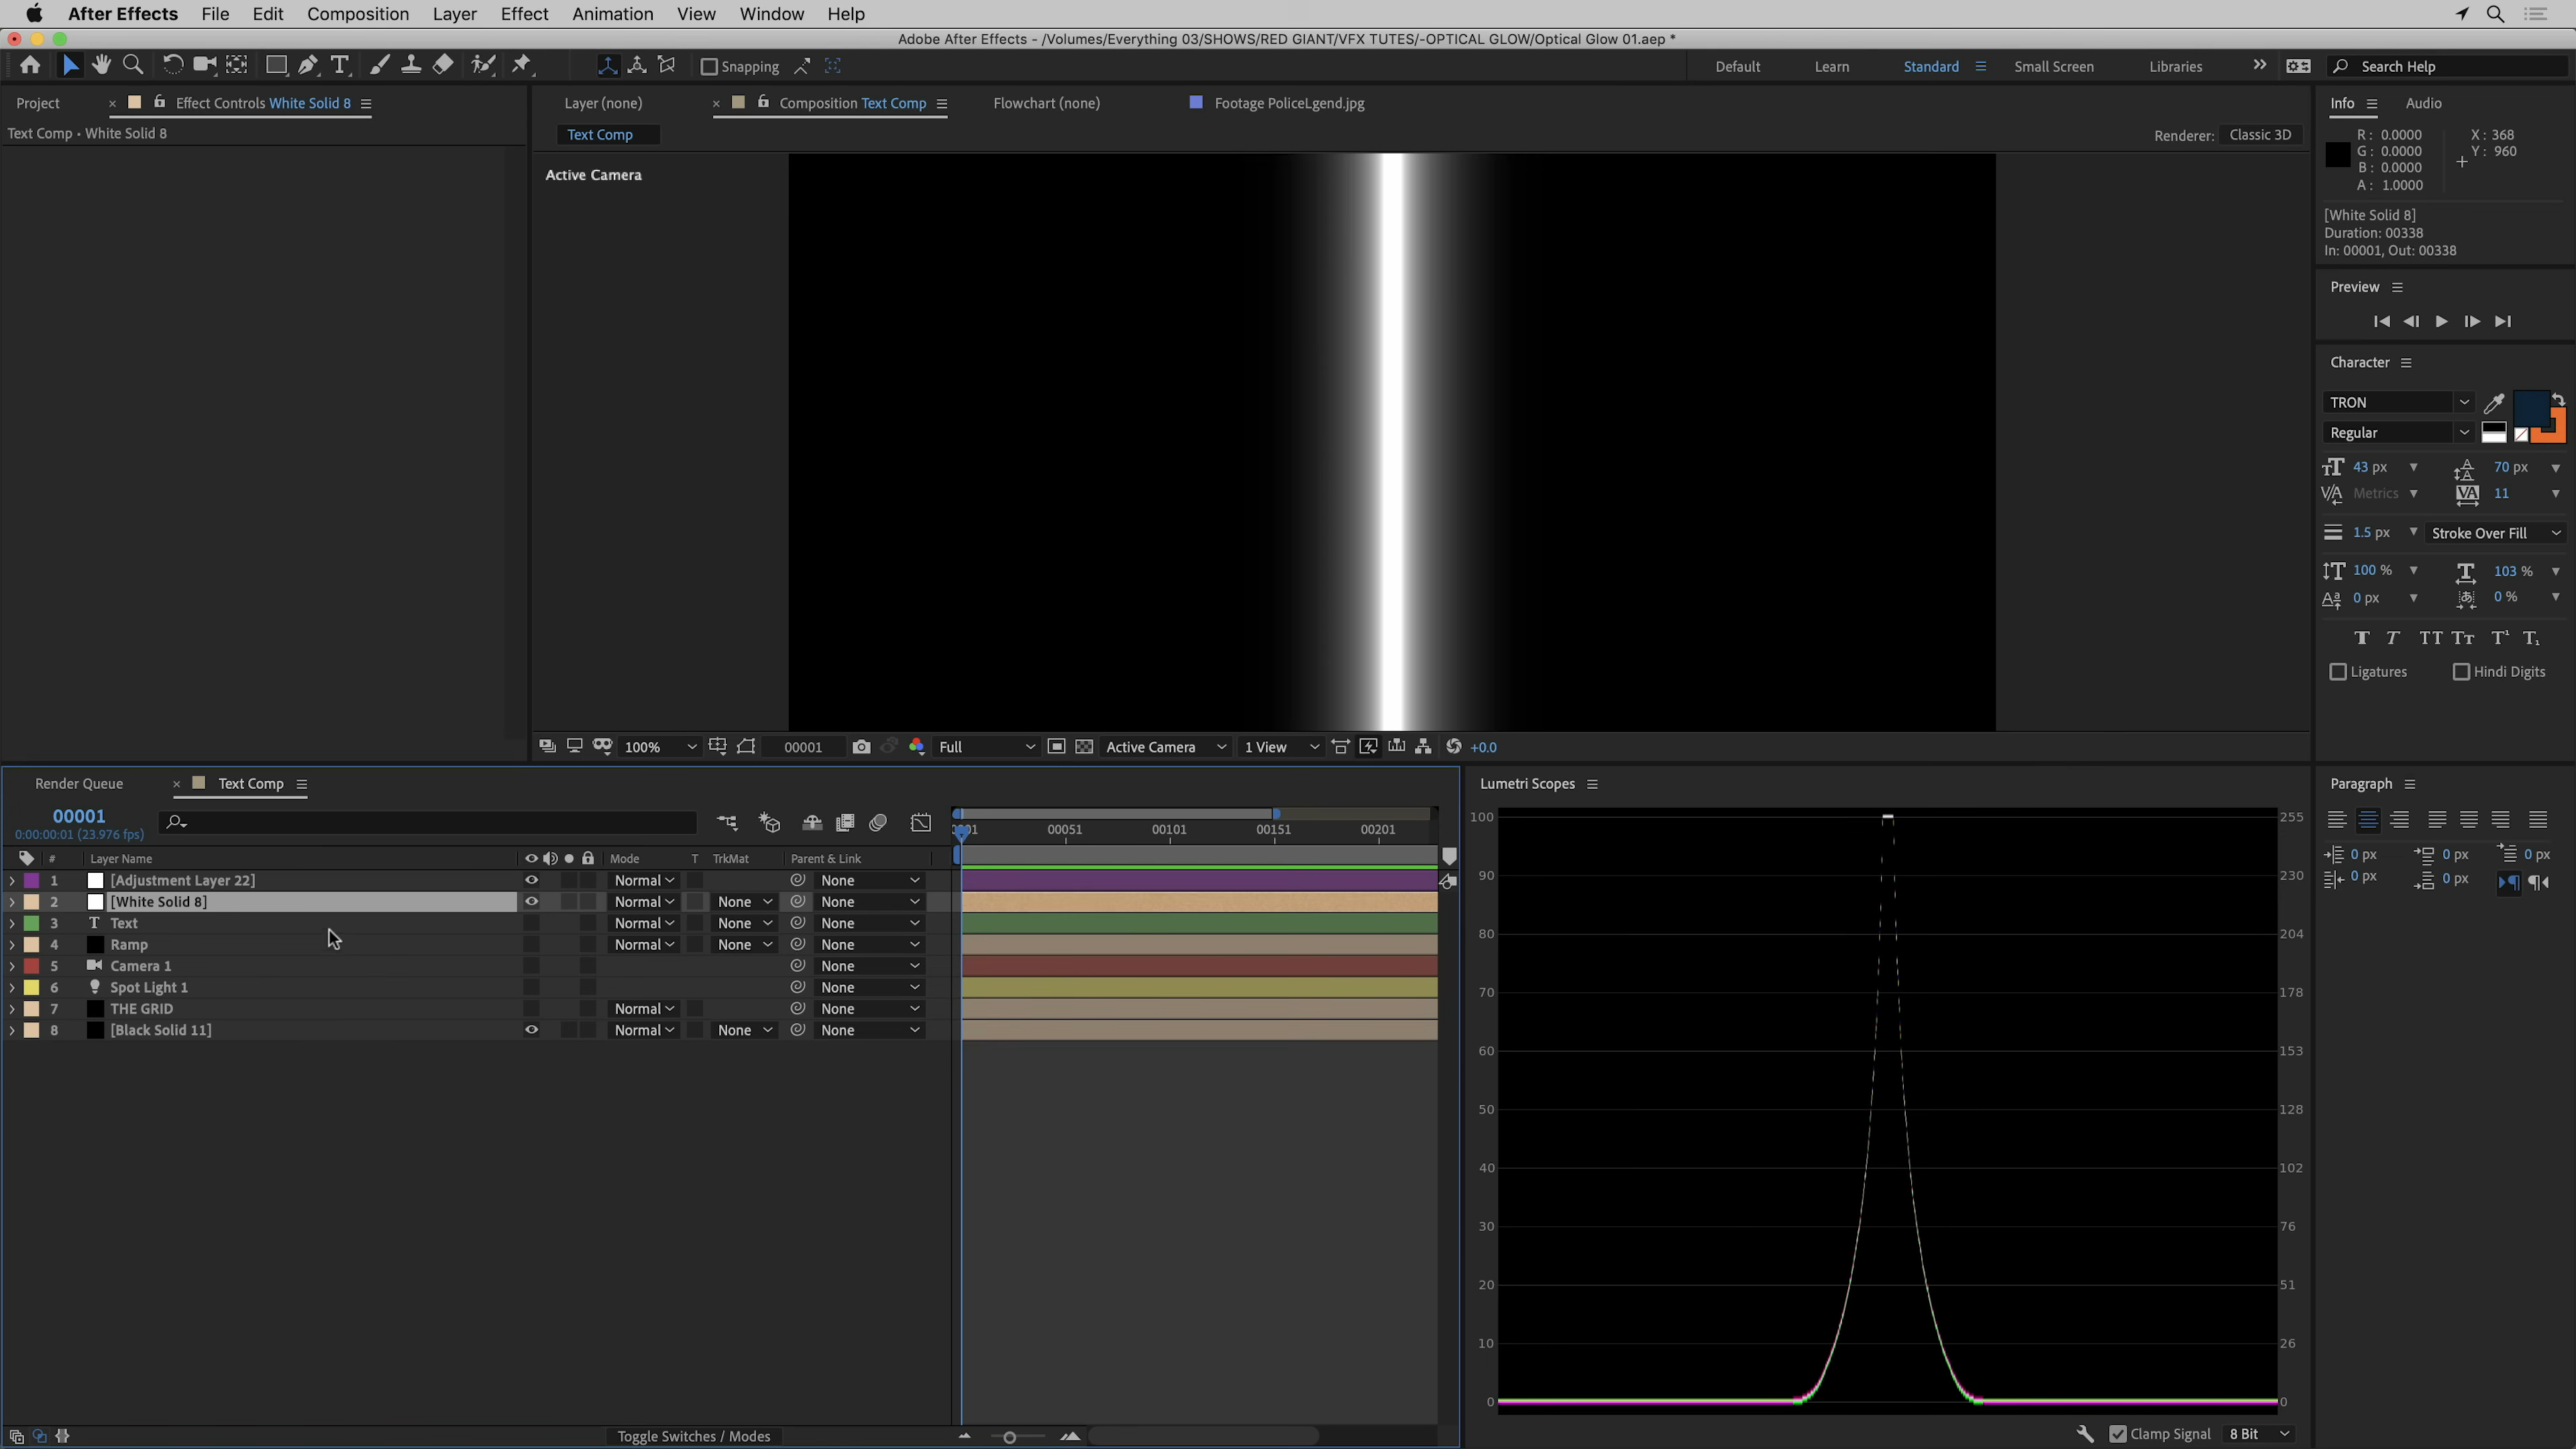 After Effects File Edit Composition Layer Effect Animation View Window Help
Adobe After Effects - /Volumes/Everything 03/SHOWS/RED GIANT/VFX TUTES/-OPTICAL GLOW/Optical Glow 01.aep *
Snapping Default Learn Standard Small Screen Libraries Search Help
Project Effect Controls White Solid 8
Text Comp • White Solid 8
Layer (none) Composition Text Comp Flowchart (none) Footage PoliceLgend.jpg
Text Comp Renderer: Classic 3D
Active Camera
100% 00001 Full Active Camera 1 View +0.0
Info Audio
R: 0.0000 X: 368
G: 0.0000 Y: 960
B: 0.0000
A: 1.0000
[White Solid 8]
Duration: 00338
In: 00001, Out: 00338
Preview
Character
TRON
Regular
43 px 70 px
Metrics 11
1.5 px Stroke Over Fill
100 % 103 %
0 px 0 %
Ligatures Hindi Digits
Render Queue Text Comp
00001
0:00:00:01 (23.976 fps)
00051 00101 00151 00201
# Layer Name Mode T TrkMat Parent & Link
1 [Adjustment Layer 22] Normal None
2 [White Solid 8] Normal None None
3 T Text Normal None None
4 Ramp Normal None None
5 Camera 1 None
6 Spot Light 1 None
7 THE GRID Normal None
8 [Black Solid 11] Normal None None
Toggle Switches / Modes
Lumetri Scopes
100 255
90 230
80 204
70 178
60 153
50 128
40 102
30 76
20 51
10 26
0 0
Clamp Signal 8 Bit
Paragraph
0 px 0 px 0 px
0 px 0 px